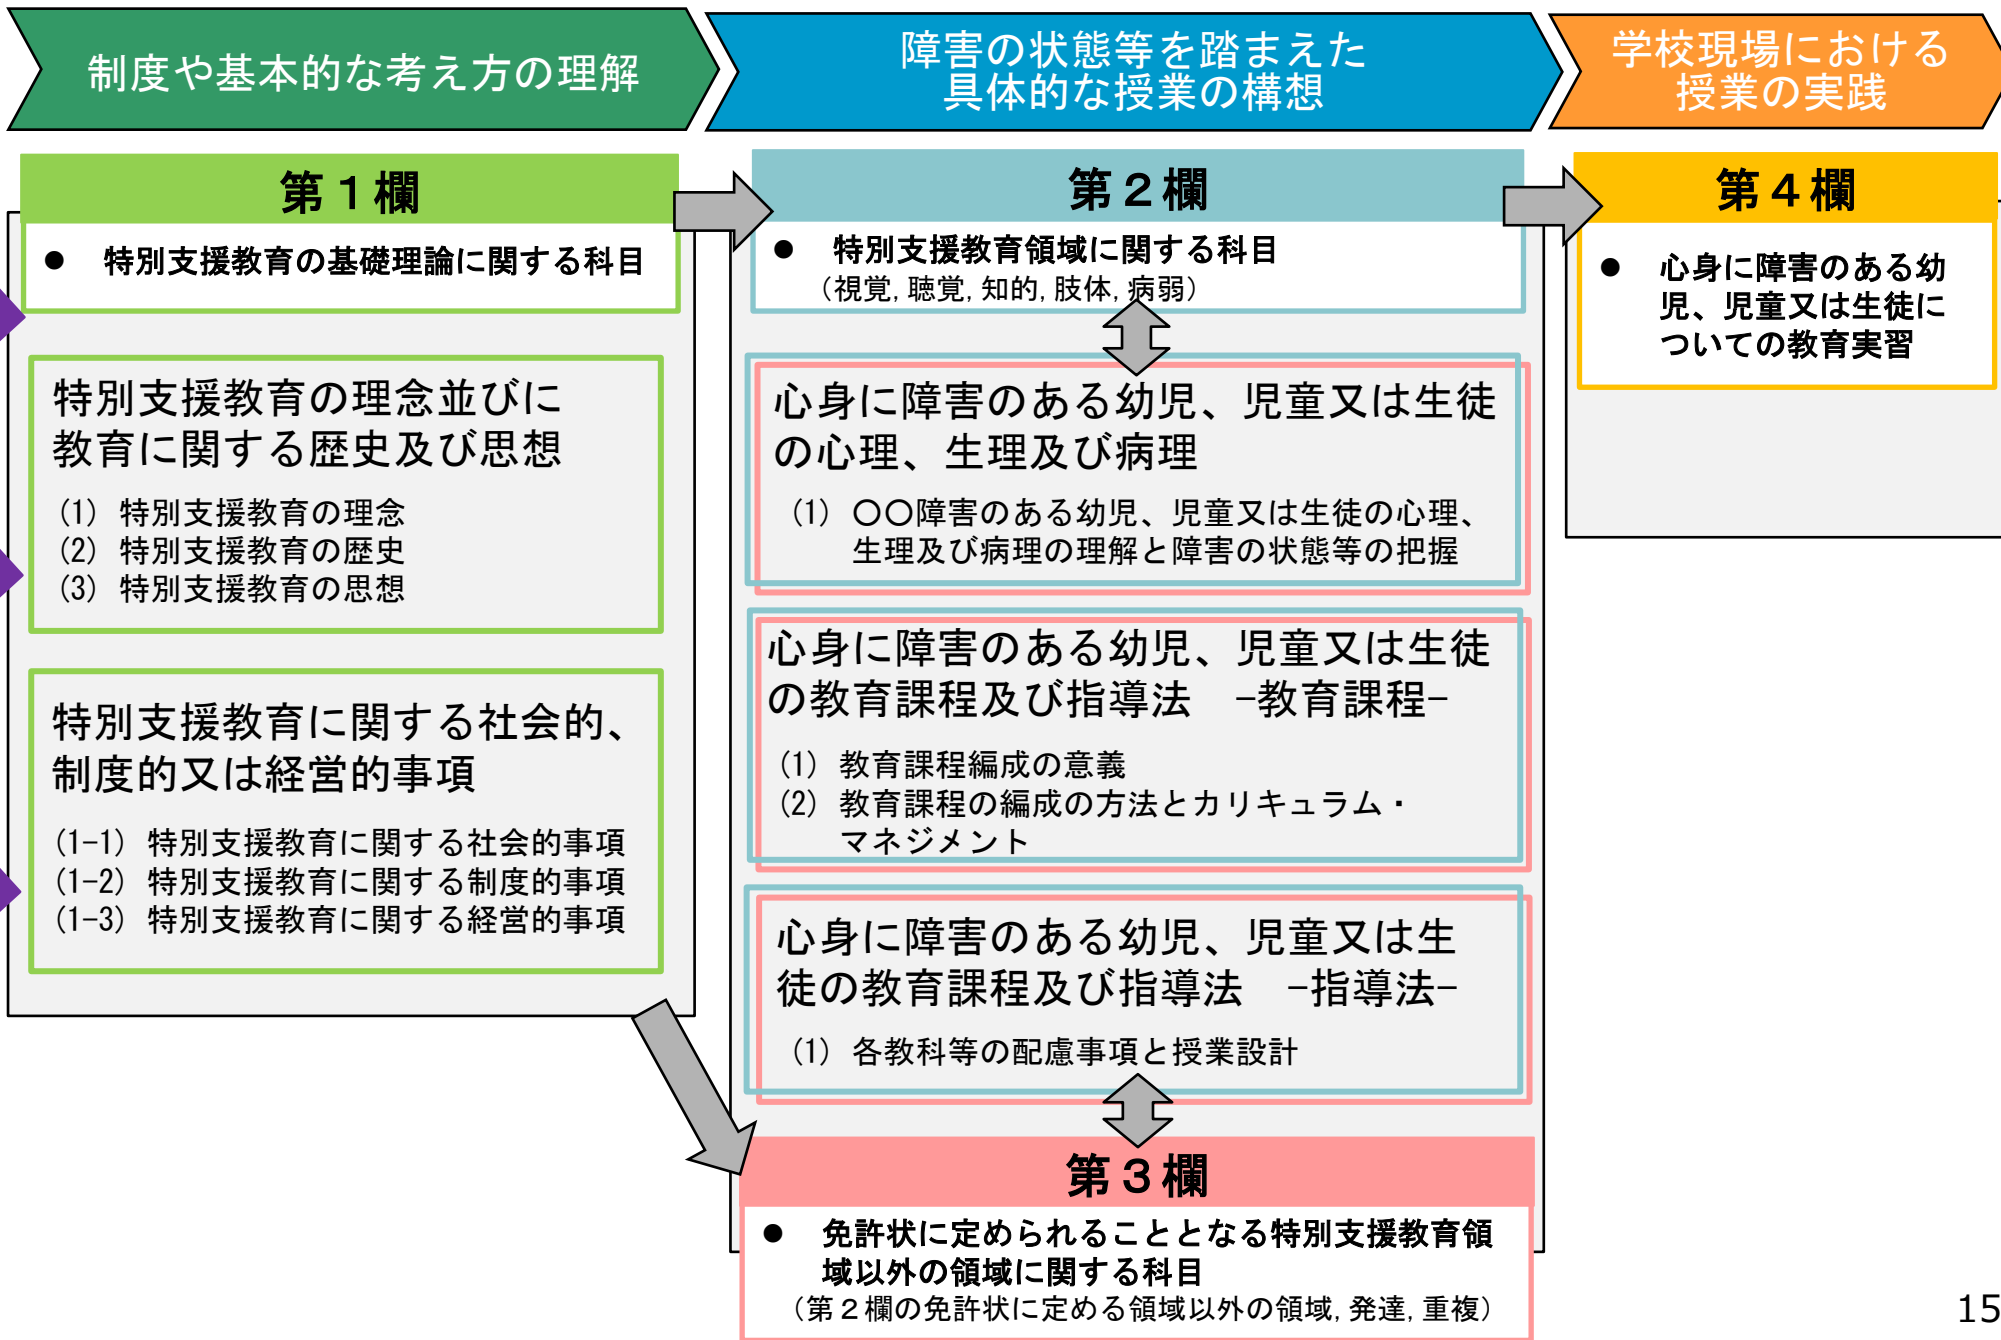 制度や基本的な考え方の理解
障害の状態等を踏まえた
具体的な授業の構想
学校現場における
授業の実践
第１欄
● 特別支援教育の基礎理論に関する科目
特別支援教育の理念並びに
教育に関する歴史及び思想
(1) 特別支援教育の理念
(2) 特別支援教育の歴史
(3) 特別支援教育の思想
特別支援教育に関する社会的、
制度的又は経営的事項
(1-1) 特別支援教育に関する社会的事項
(1-2) 特別支援教育に関する制度的事項
(1-3) 特別支援教育に関する経営的事項
第２欄
● 特別支援教育領域に関する科目
（視覚,聴覚,知的,肢体,病弱）
心身に障害のある幼児、児童又は生徒
の心理、生理及び病理
(1) 〇〇障害のある幼児、児童又は生徒の心理、
生理及び病理の理解と障害の状態等の把握
心身に障害のある幼児、児童又は生徒
の教育課程及び指導法　-教育課程-
(1) 教育課程編成の意義
(2) 教育課程の編成の方法とカリキュラム・
マネジメント
心身に障害のある幼児、児童又は生
徒の教育課程及び指導法　-指導法-
(1) 各教科等の配慮事項と授業設計
第３欄
● 免許状に定められることとなる特別支援教育領
域以外の領域に関する科目
（第２欄の免許状に定める領域以外の領域,発達,重複）
第４欄
● 心身に障害のある幼
児、児童又は生徒に
ついての教育実習
15